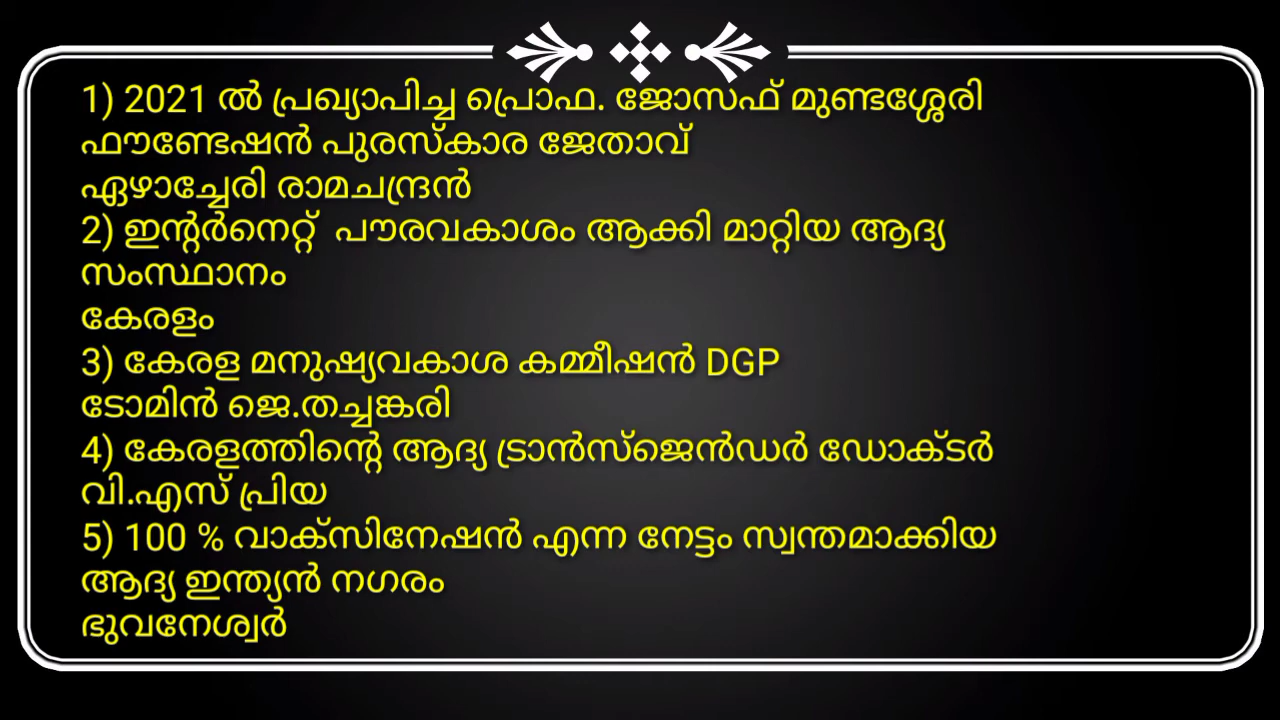 1) 2021 ൽ പ്രഖ്യാപിച്ച പ്രൊഫ. ജോസഫ് മുണ്ടശ്ശേരി
ഫൗണ്ടേഷൻ പുരസ്കാര ജേതാവ്
ഏഴാച്ചേരി രാമചന്ദ്രൻ
2) ഇന്റർനെറ്റ്  പൗരവകാശം ആക്കി മാറ്റിയ ആദ്യ
സംസ്ഥാനം
കേരളം
3) കേരള മനുഷ്യവകാശ കമ്മീഷൻ DGP
ടോമിൻ ജെ.തച്ചങ്കരി
4) കേരളത്തിന്റെ ആദ്യ ട്രാൻസ്ജെൻഡർ ഡോക്ടർ
വി.എസ് പ്രിയ
5) 100 % വാക്സിനേഷൻ എന്ന നേട്ടം സ്വന്തമാക്കിയ
ആദ്യ ഇന്ത്യൻ നഗരം
ഭുവനേശ്വർ